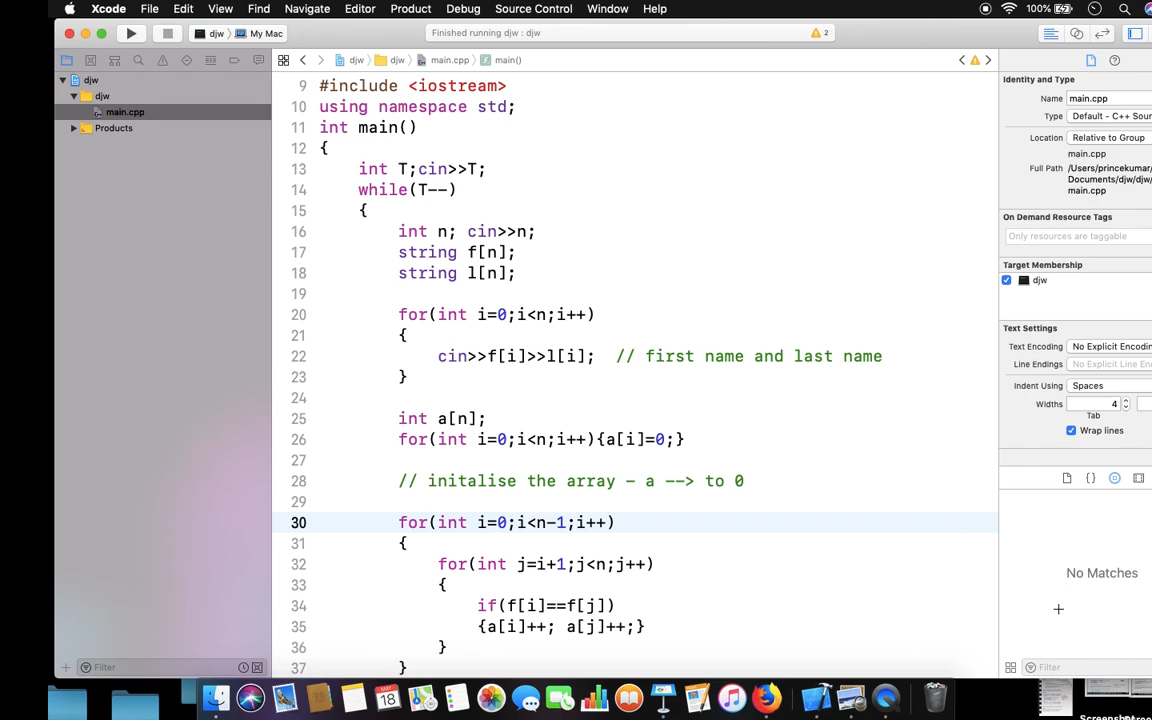 Xcode File Edit View Find Navigate Editor Product Debug Source Control Window Help 100%
djw My Mac Finished running djw : djw 2
djw djw main.cpp main()
djw
djw
main.cpp
Products
9 #include <iostream>
10 using namespace std;
11 int main()
12 {
13 int T;cin>>T;
14 while(T--)
15 {
16 int n; cin>>n;
17 string f[n];
18 string l[n];
19
20 for(int i=0;i<n;i++)
21 {
22 cin>>f[i]>>l[i]; // first name and last name
23 }
24
25 int a[n];
26 for(int i=0;i<n;i++){a[i]=0;}
27
28 // initalise the array - a --> to 0
29
30 for(int i=0;i<n-1;i++)
31 {
32 for(int j=i+1;j<n;j++)
33 {
34 if(f[i]==f[j])
35 {a[i]++; a[j]++;}
36 }
37 }
Filter
Identity and Type
Name main.cpp
Type Default - C++ Sour
Location Relative to Group
main.cpp
Full Path /Users/princekumar/
Documents/djw/djw/
main.cpp
On Demand Resource Tags
Only resources are taggable
Target Membership
djw
Text Settings
Text Encoding No Explicit Encodin
Line Endings No Explicit Line En
Indent Using Spaces
Widths 4
Tab
Wrap lines
{ }
No Matches
Filter
MAY
18